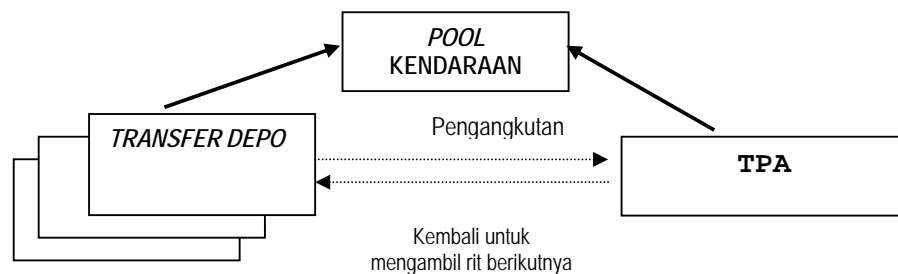 POOL
KENDARAAN
TRANSFER DEPO
Pengangkutan
TPA
Kembali untuk
mengambil rit berikutnya